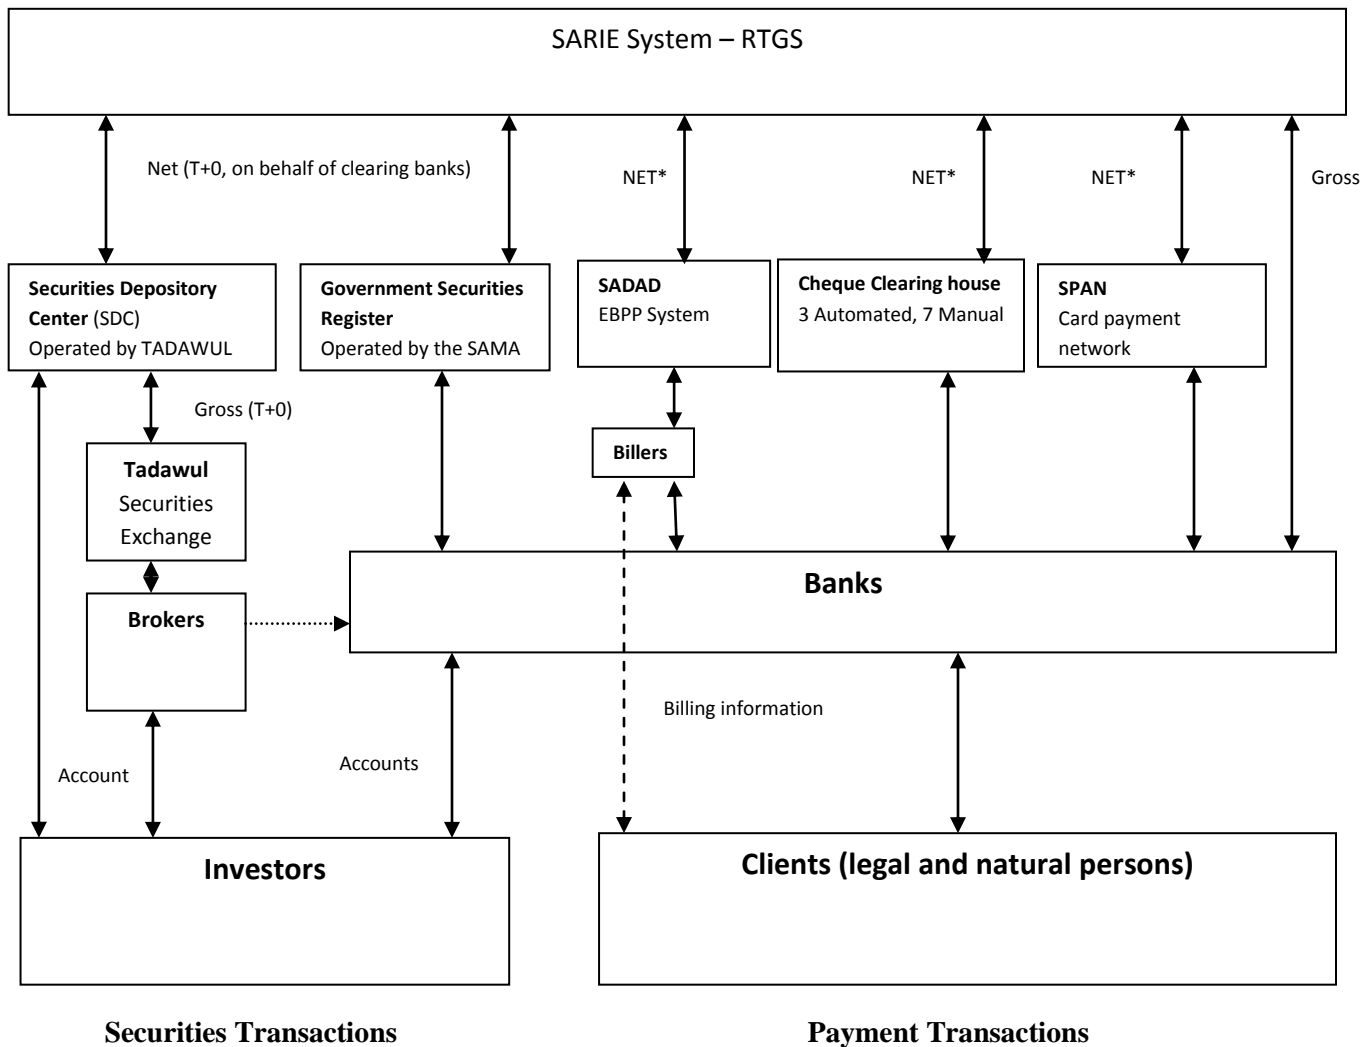 SARIE System – RTGS
Net (T+0, on behalf of clearing banks)
NET*
NET*
NET*
Gross
Securities Depository
Center (SDC)
Operated by TADAWUL
Government Securities
Register
Operated by the SAMA
SADAD
EBPP System
Cheque Clearing house
3 Automated, 7 Manual
SPAN
Card payment
network
Gross (T+0)
Billers
Tadawul
Securities
Exchange
Banks
Brokers
Billing information
Account
Accounts
Investors
Clients (legal and natural persons)
Securities Transactions
Payment Transactions